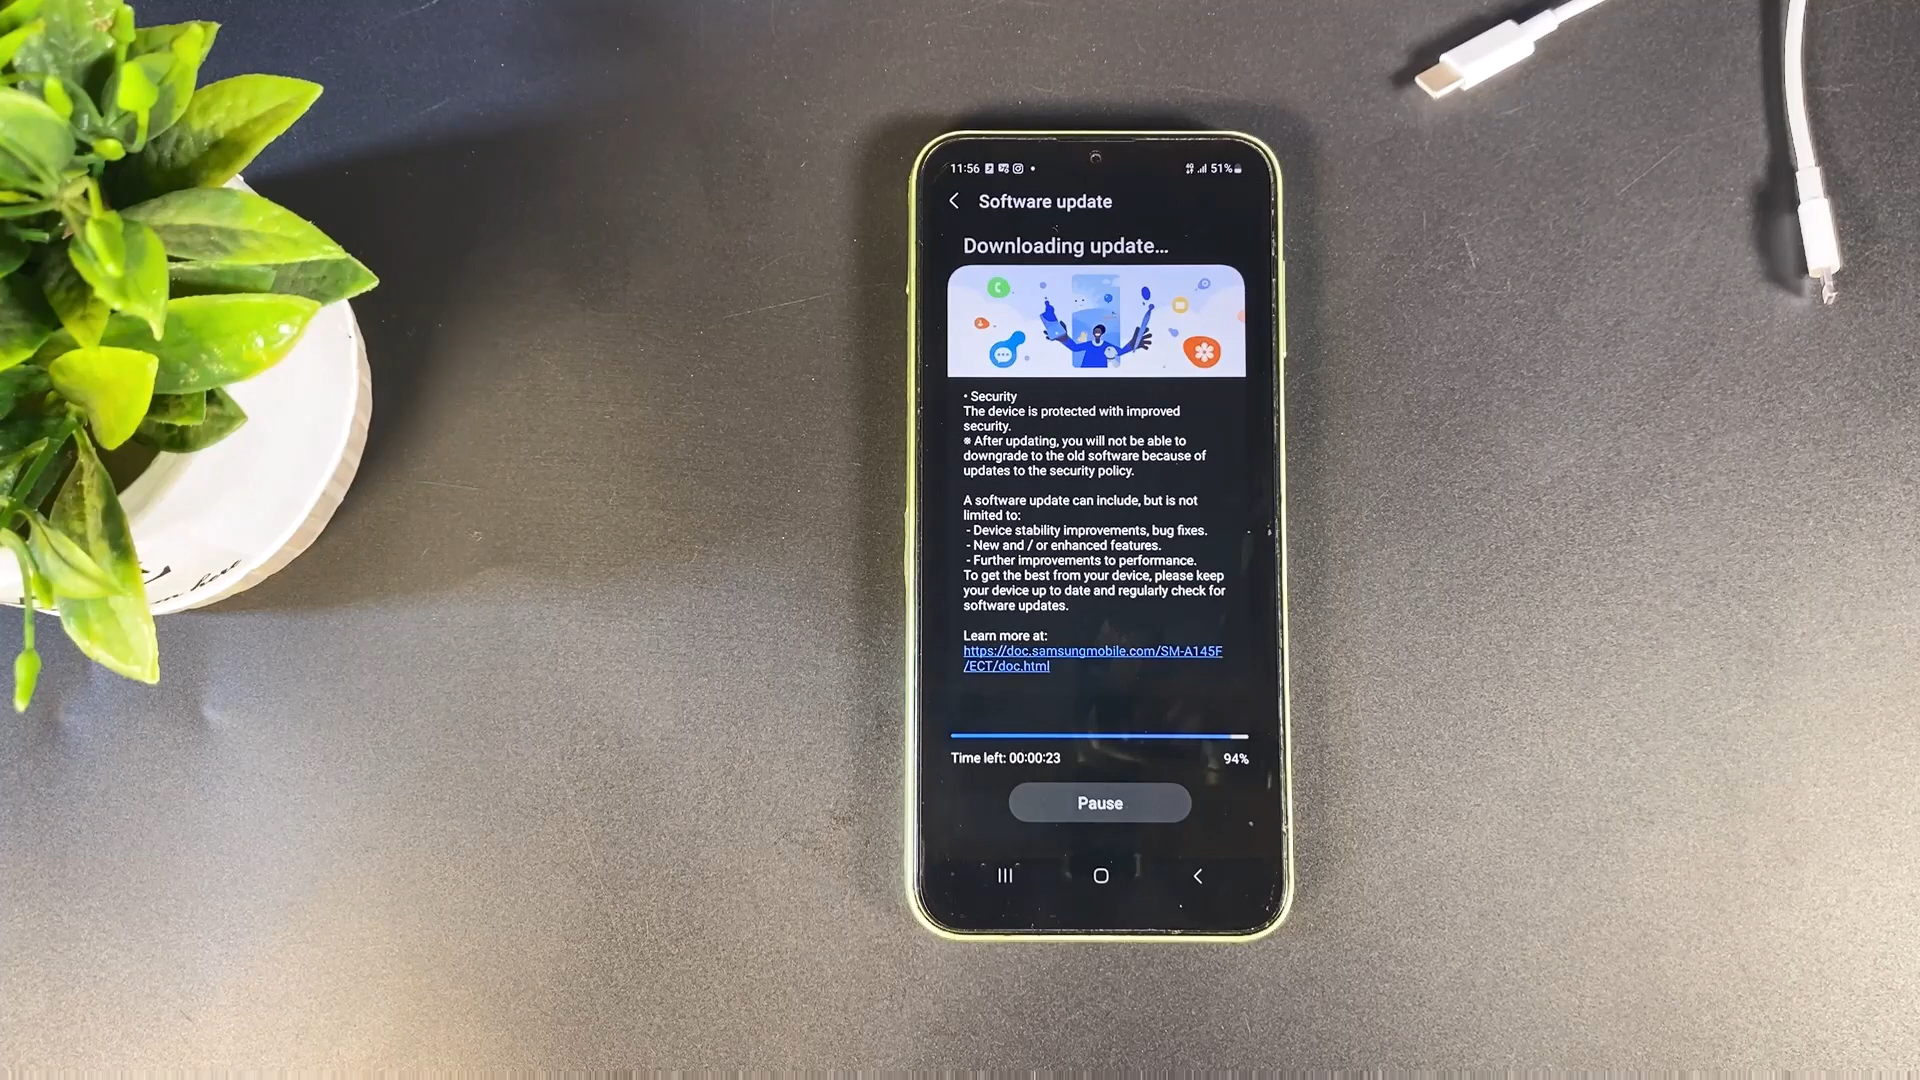 11:56
4G 51%
Software update
Downloading update...
• Security
The device is protected with improved
security.
※ After updating, you will not be able to
downgrade to the old software because of
updates to the security policy.
A software update can include, but is not
limited to:
- Device stability improvements, bug fixes.
- New and / or enhanced features.
- Further improvements to performance.
To get the best from your device, please keep
your device up to date and regularly check for
software updates.
Learn more at:
https://doc.samsungmobile.com/SM-A145F
/ECT/doc.html
Time left: 00:00:23
94%
Pause